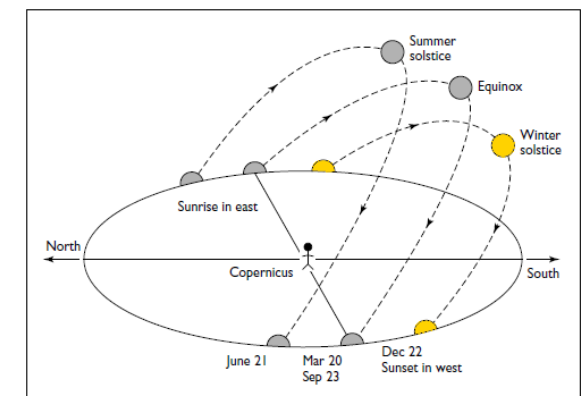 Summer
solstice
Equinox
Winter
solstice
Sunrise in east
North
Copernicus
South
June 21
Mar 20
Sep 23
Dec 22
Sunset in west